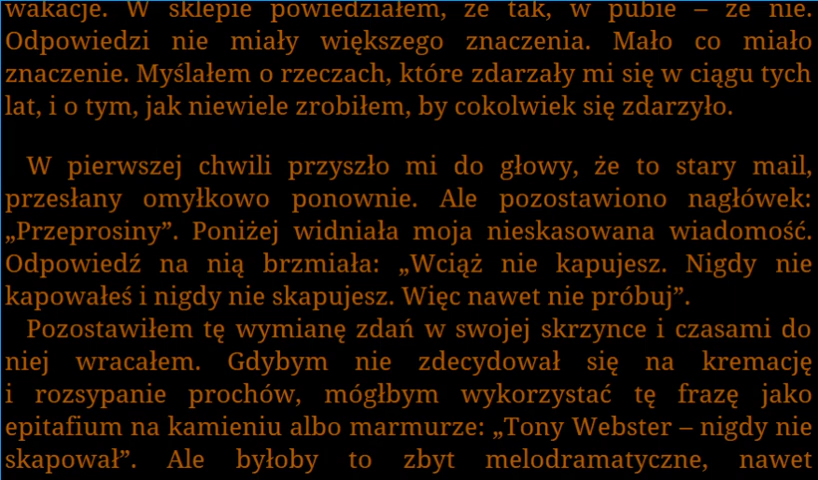 wakacje. W sklepie powiedziałem, że tak, w pubie – że nie.
Odpowiedzi nie miały większego znaczenia. Mało co miało
znaczenie. Myślałem o rzeczach, które zdarzały mi się w ciągu tych
lat, i o tym, jak niewiele zrobiłem, by cokolwiek się zdarzyło.
W pierwszej chwili przyszło mi do głowy, że to stary mail,
przesłany omyłkowo ponownie. Ale pozostawiono nagłówek:
„Przeprosiny”. Poniżej widniała moja nieskasowana wiadomość.
Odpowiedź na nią brzmiała: „Wciąż nie kapujesz. Nigdy nie
kapowałeś i nigdy nie skapujesz. Więc nawet nie próbuj”.
Pozostawiłem tę wymianę zdań w swojej skrzynce i czasami do
niej wracałem. Gdybym nie zdecydował się na kremację
i rozsypanie prochów, mógłbym wykorzystać tę frazę jako
epitafium na kamieniu albo marmurze: „Tony Webster – nigdy nie
skapował”. Ale byłoby to zbyt melodramatyczne, nawet